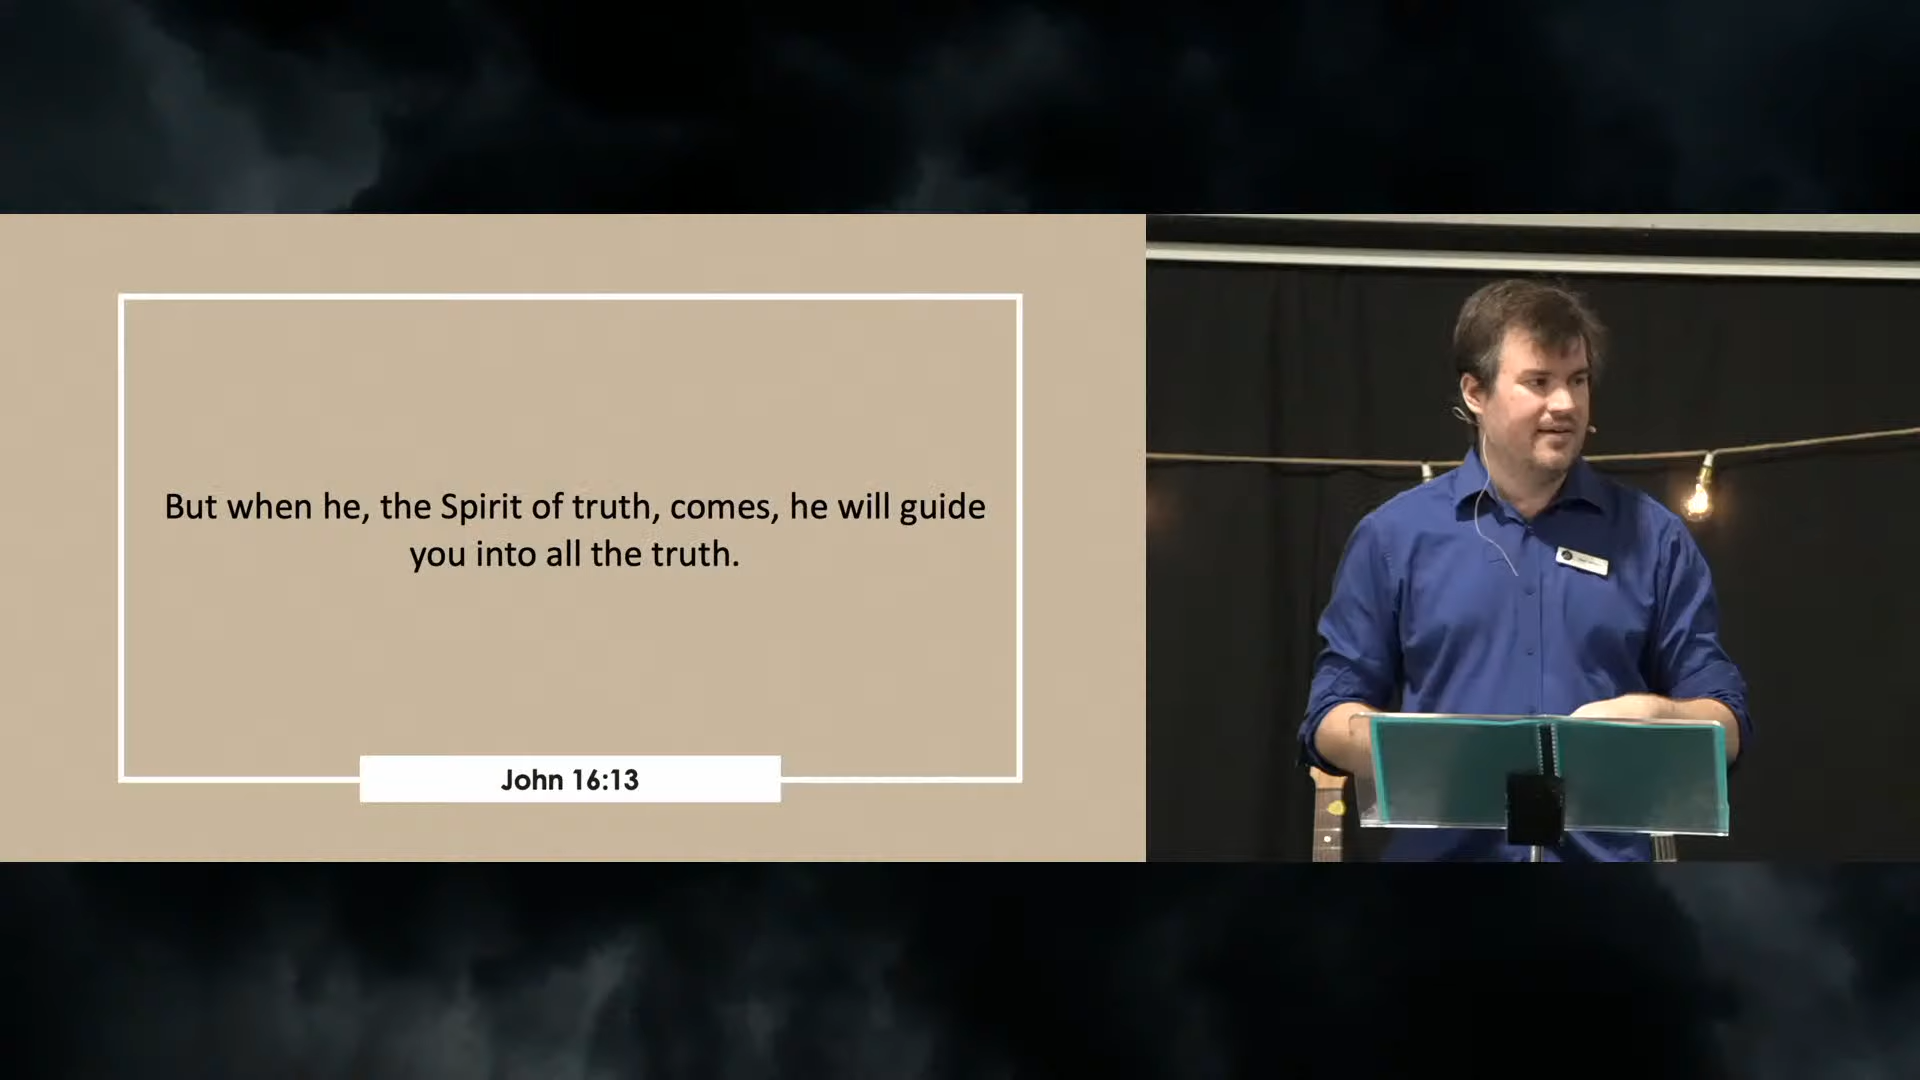 But when he, the Spirit of truth, comes, he will guide
you into all the truth.
John 16:13